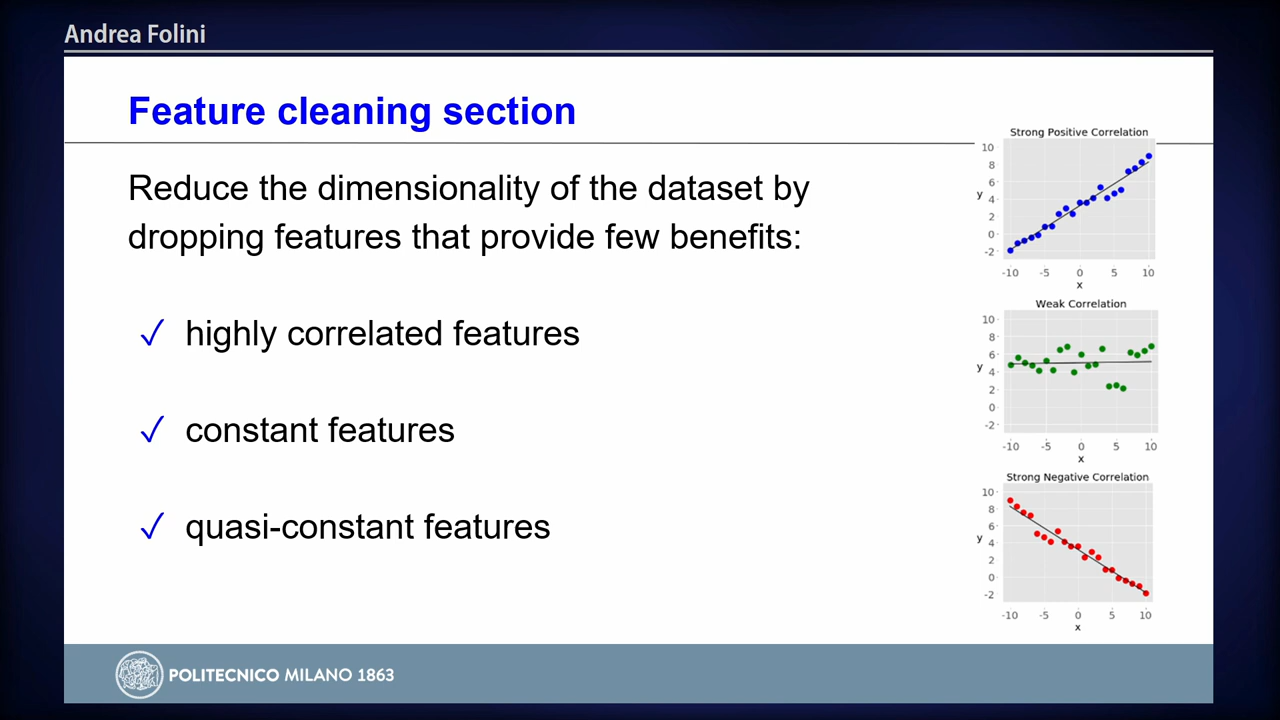 Andrea Folini
Feature cleaning section
Reduce the dimensionality of the dataset by
dropping features that provide few benefits:
✓ highly correlated features
✓ constant features
✓ quasi-constant features
Strong Positive Correlation
10
8
6
4
2
0
-2
y
-10 -5 0 5 10
x
Weak Correlation
10
8
6
4
2
0
-2
y
-10 -5 0 5 10
x
Strong Negative Correlation
10
8
6
4
2
0
-2
y
-10 -5 0 5 10
x
POLITECNICO MILANO 1863